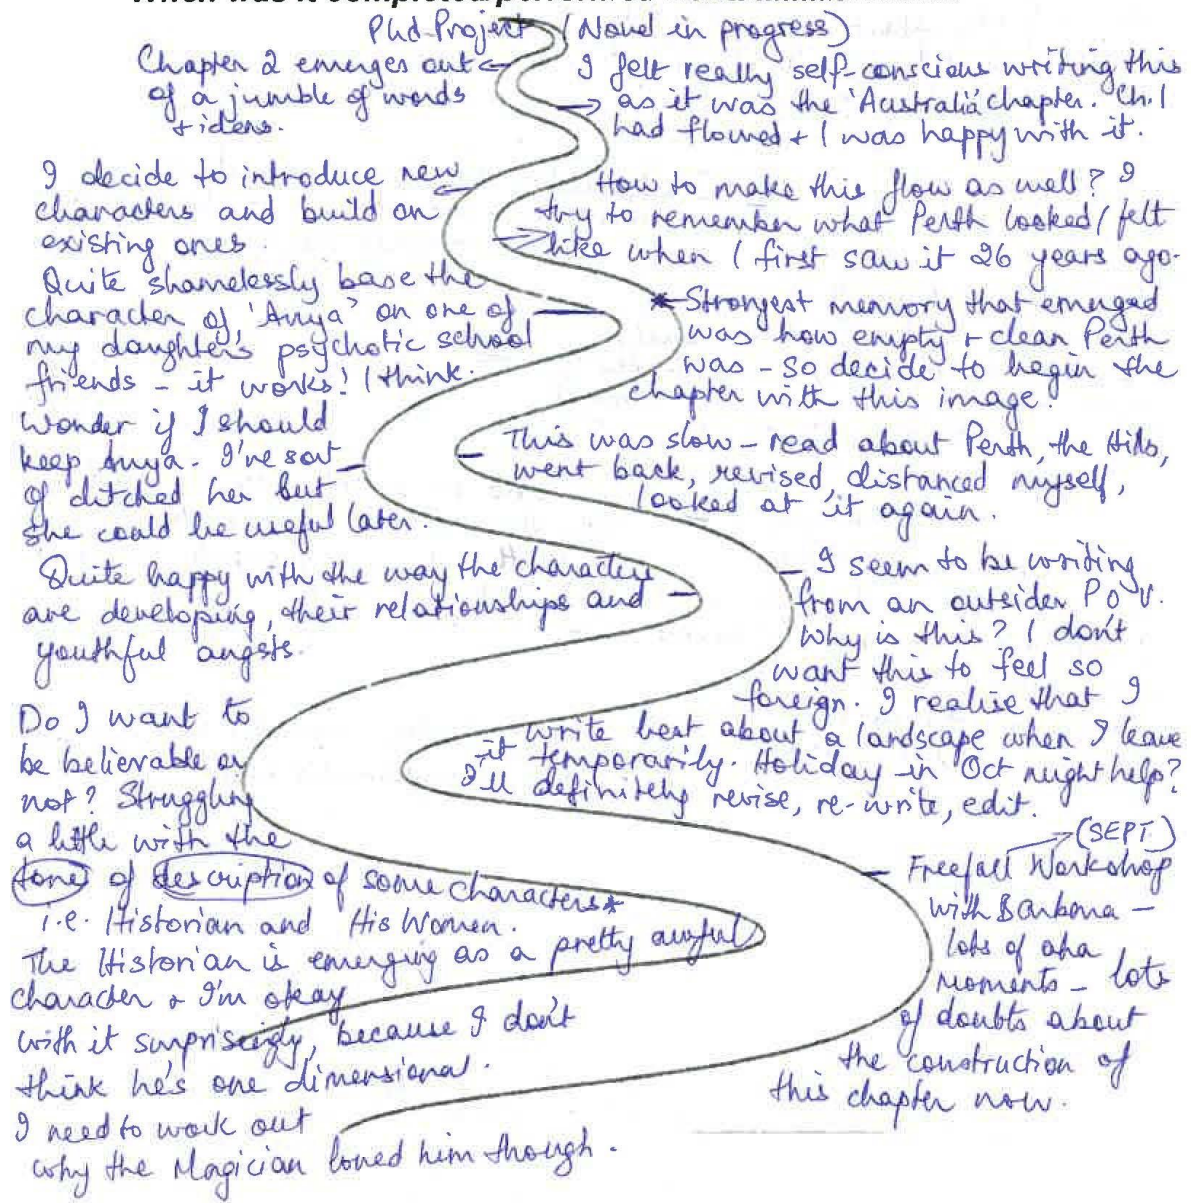 PhD Project (Novel in progress)
Chapter 2 emerges out
of a jumble of words
+ ideas.
I felt really self-conscious writing this
as it was the 'Australia' chapter. Ch. 1
had flowed + I was happy with it.
I decide to introduce new
characters and build on
existing ones.
How to make this flow as well? I
try to remember what Perth looked/felt
like when I first saw it 26 years ago.
Quite shamelessly base the
character of 'Anya' on one of
my daughter's psychotic school
friends - it works! I think.
* Strongest memory that emerged
was how empty + clean Perth
was - so decide to begin the
chapter with this image.
Wonder if I should
keep Anya. I've sort
of ditched her but
she could be useful later.
This was slow - read about Perth, the Hills,
went back, revised, distanced myself,
looked at it again.
Quite happy with the way the characters
are developing, their relationships and
youthful angsts.
I seem to be writing
from an outsider P o V.
Why is this? I don't
want this to feel so
foreign. I realise that I
write best about a landscape when I leave
it temporarily. Holiday in Oct might help?
I'll definitely revise, re-write, edit.
Do I want to
be believable or
not? Struggling
a little with the
tone of description of some characters*
i.e. Historian and His Women.
The Historian is emerging as a pretty awful
character & I'm okay
with it surprisingly, because I don't
think he's one dimensional.
I need to work out
why the Magician loved him though.
(SEPT)
Freefall Workshop
with Barbara -
lots of aha
moments - lots
of doubts about
the construction of
this chapter now.